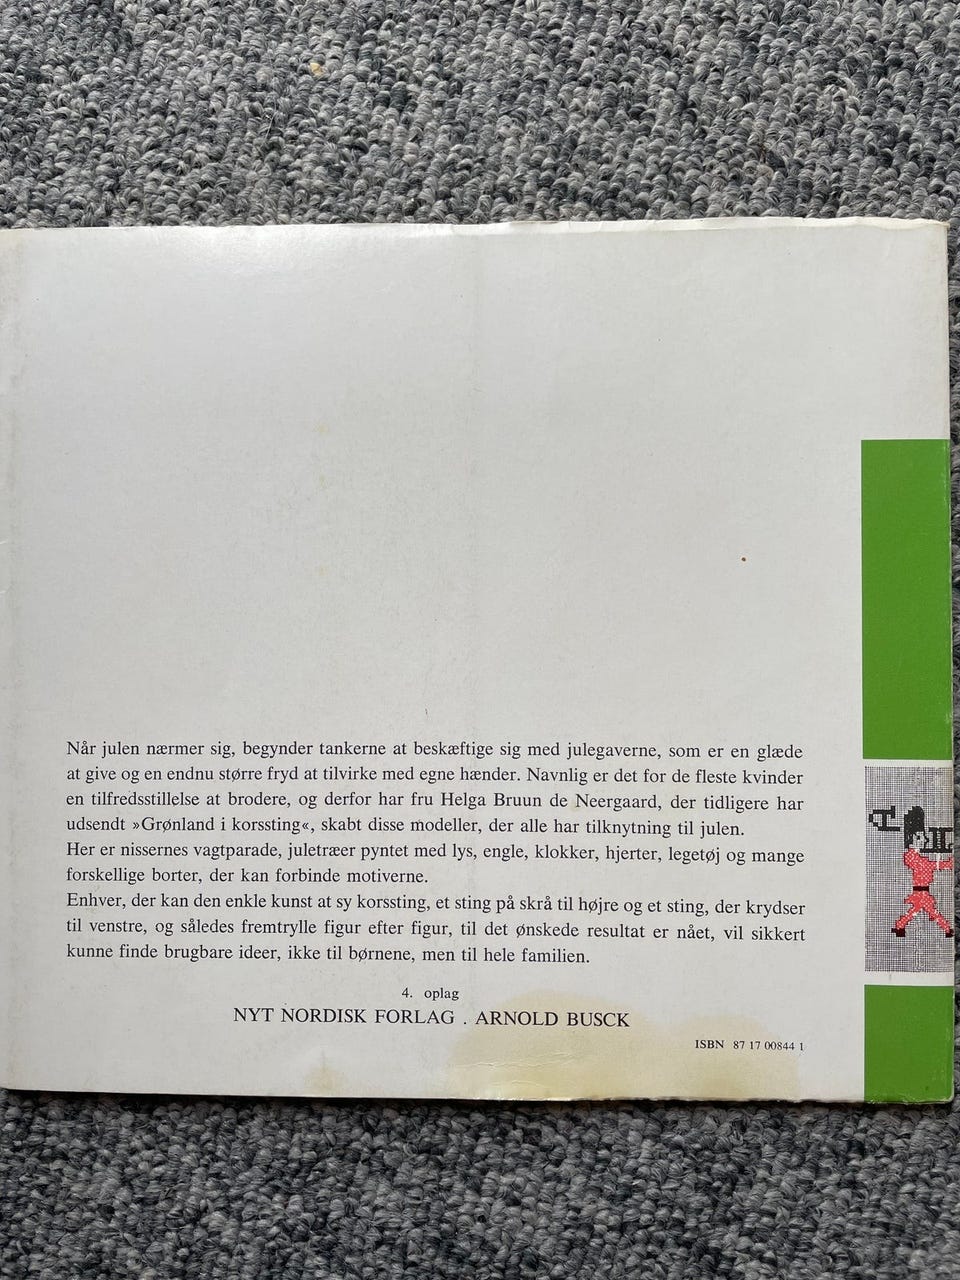 Når julen nærmer sig, begynder tankerne at beskæftige sig med julegaverne, som er en glæde
at give og en endnu større fryd at tilvirke med egne hænder. Navnlig er det for de fleste kvinder
en tilfredsstillelse at brodere, og derfor har fru Helga Bruun de Neergaard, der tidligere har
udsendt »Grønland i korssting«, skabt disse modeller, der alle har tilknytning til julen.
Her er nissernes vagtparade, juletræer pyntet med lys, engle, klokker, hjerter, legetøj og mange
forskellige borter, der kan forbinde motiverne.
Enhver, der kan den enkle kunst at sy korssting, et sting på skrå til højre og et sting, der krydser
til venstre, og således fremtrylle figur efter figur, til det ønskede resultat er nået, vil sikkert
kunne finde brugbare ideer, ikke til børnene, men til hele familien.
4. oplag
NYT NORDISK FORLAG . ARNOLD BUSCK
ISBN 87 17 00844 1